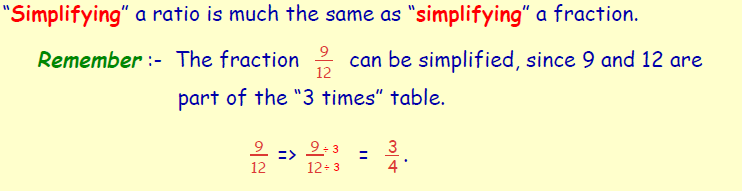 “Simplifying” a ratio is much the same as “simplifying” a fraction.
Remember :- The fraction 9/12 can be simplified, since 9 and 12 are
part of the “3 times” table.
9/12 => 9 ÷ 3/12 ÷ 3 = 3/4 .